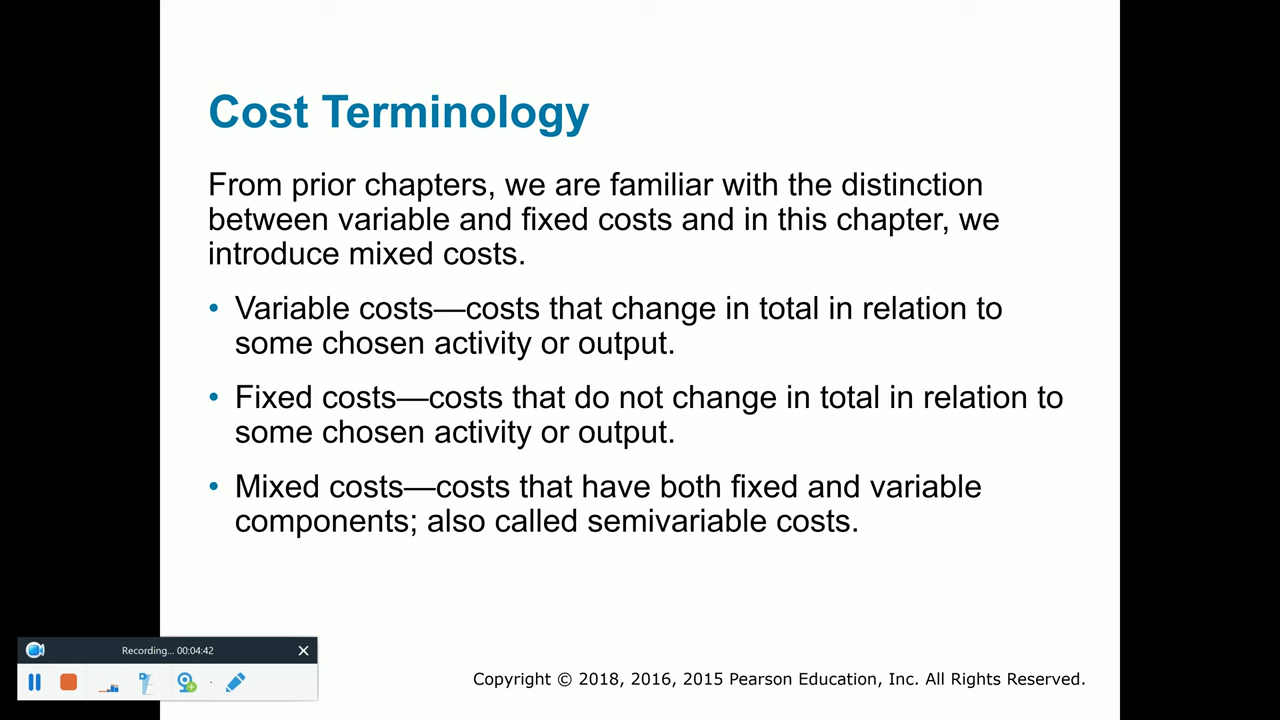 Cost Terminology
From prior chapters, we are familiar with the distinction
between variable and fixed costs and in this chapter, we
introduce mixed costs.
• Variable costs—costs that change in total in relation to
some chosen activity or output.
• Fixed costs—costs that do not change in total in relation to
some chosen activity or output.
• Mixed costs—costs that have both fixed and variable
components; also called semivariable costs.
Recording... 00:04:42
Copyright © 2018, 2016, 2015 Pearson Education, Inc. All Rights Reserved.